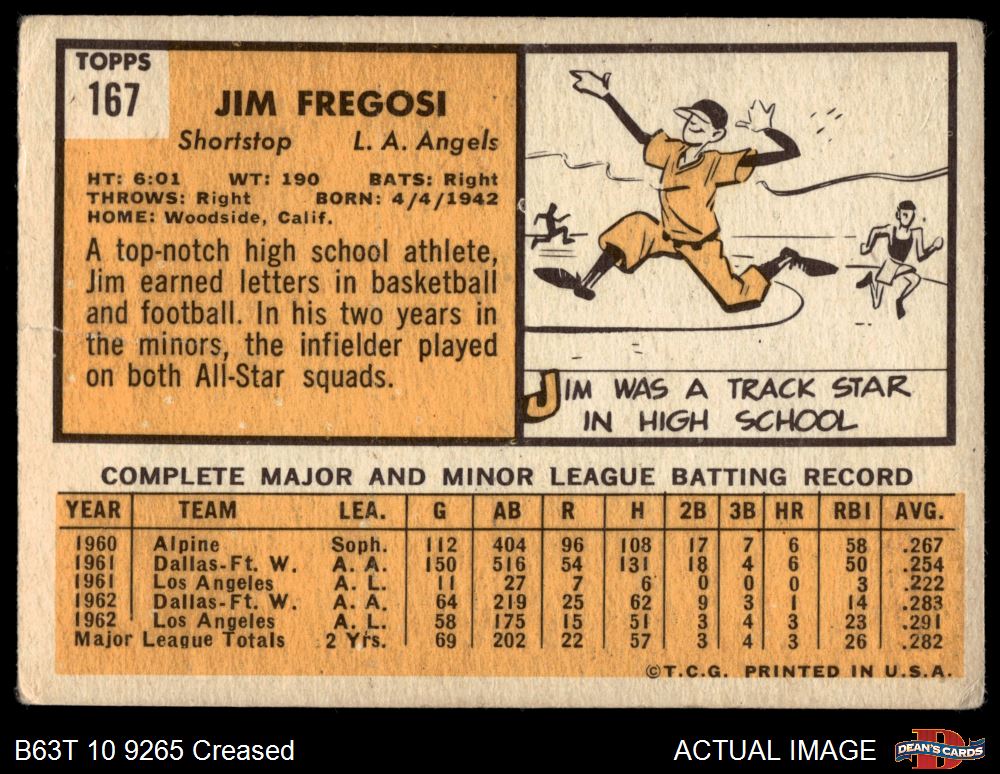 TOPPS
167
JIM FREGOSI
Shortstop L. A. Angels
HT: 6:01 WT: 190 BATS: Right
THROWS: Right BORN: 4/4/1942
HOME: Woodside, Calif.
A top-notch high school athlete,
Jim earned letters in basketball
and football. In his two years in
the minors, the infielder played
on both All-Star squads.
JIM WAS A TRACK STAR
IN HIGH SCHOOL
COMPLETE MAJOR AND MINOR LEAGUE BATTING RECORD
YEAR TEAM LEA. G AB R H 2B 3B HR RBI AVG.
1960 Alpine Soph. 112 404 96 108 17 7 6 58 .267
1961 Dallas-Ft. W. A. A. 150 516 54 131 18 4 6 50 .254
1961 Los Angeles A. L. 11 27 7 6 0 0 0 3 .222
1962 Dallas-Ft. W. A. A. 64 219 25 62 9 3 1 14 .283
1962 Los Angeles A. L. 58 175 15 51 3 4 3 23 .291
Major League Totals 2 Yrs. 69 202 22 57 3 4 3 26 .282
©T.C.G. PRINTED IN U.S.A.
B63T 10 9265 Creased
ACTUAL IMAGE
D
DEAN'S CARDS